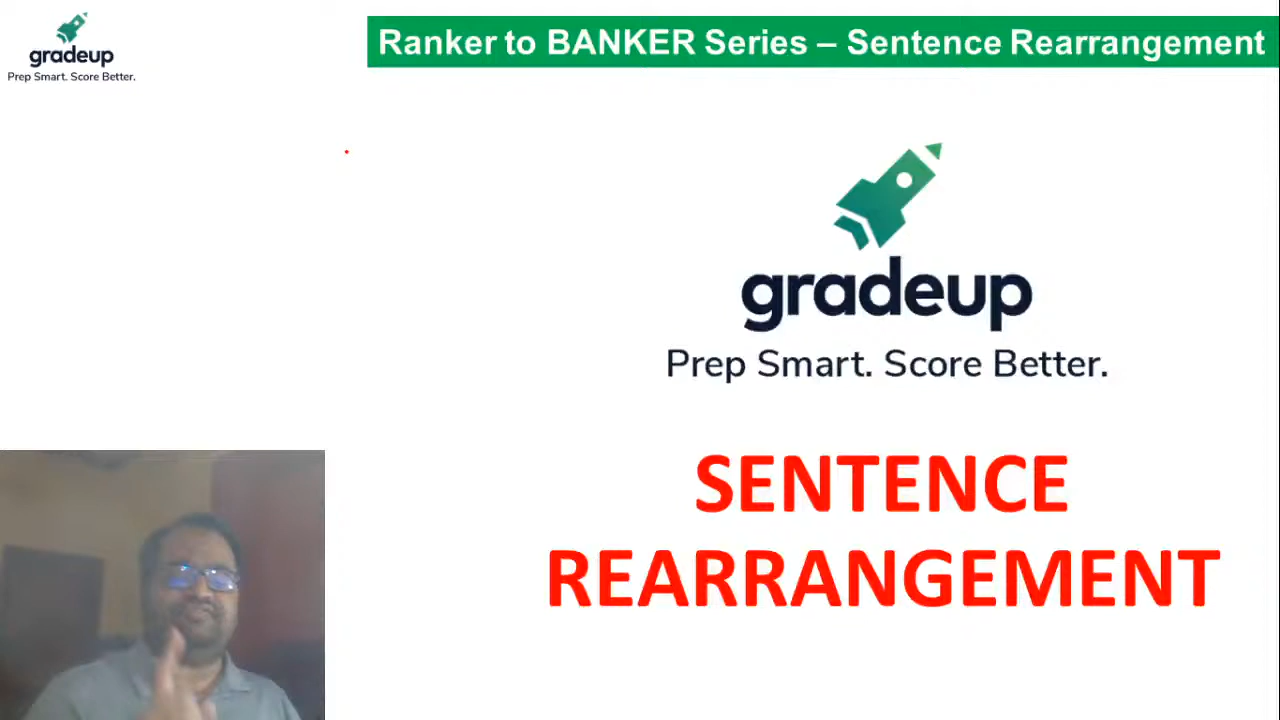 gradeup
Prep Smart. Score Better.
Ranker to BANKER Series – Sentence Rearrangement
gradeup
Prep Smart. Score Better.
SENTENCE
REARRANGEMENT